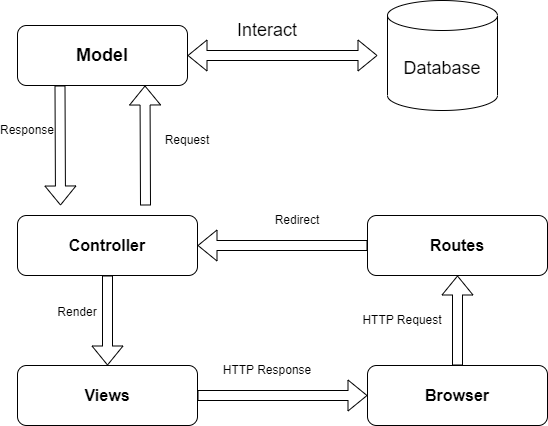 Interact
Model
Database
Response
Request
Redirect
Controller
Routes
Render
HTTP Request
HTTP Response
Views
Browser